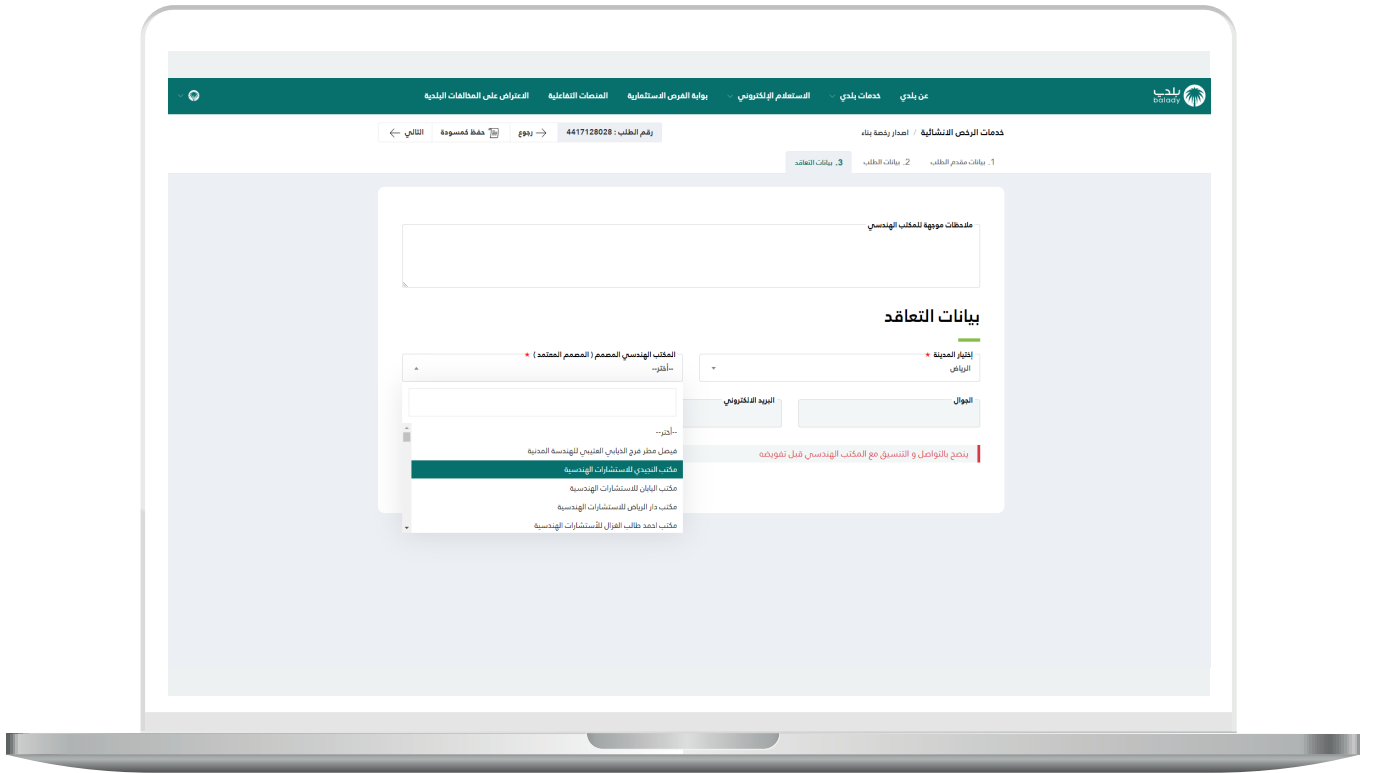 بلدي
balady
عن بلدي
خدمات بلدي
الاستعلام الإلكتروني
بوابة الفرص الاستثمارية
المنصات التفاعلية
الاعتراض على المخالفات البلدية
خدمات الرخص الانشائية / اصدار رخصة بناء
رقم الطلب : 4417128028
رجوع
حفظ كمسودة
التالي
1. بيانات مقدم الطلب
2. بيانات الطلب
3. بيانات التعاقد
ملاحظات موجهة للمكتب الهندسي
بيانات التعاقد
إختيار المدينة *
الرياض
المكتب الهندسي المصمم ( المصمم المعتمد ) *
--أختر--
الجوال
البريد الالكتروني
--أختر--
فيصل مطر فرج الذيابي العتيبي للهندسة المدنية
مكتب النجيدي للاستشارات الهندسية
مكتب البابان للاستشارات الهندسية
مكتب دار الرياض للاستشارات الهندسية
مكتب احمد طالب الغزال للأستشارات الهندسية
ينصح بالتواصل و التنسيق مع المكتب الهندسي قبل تفويضه